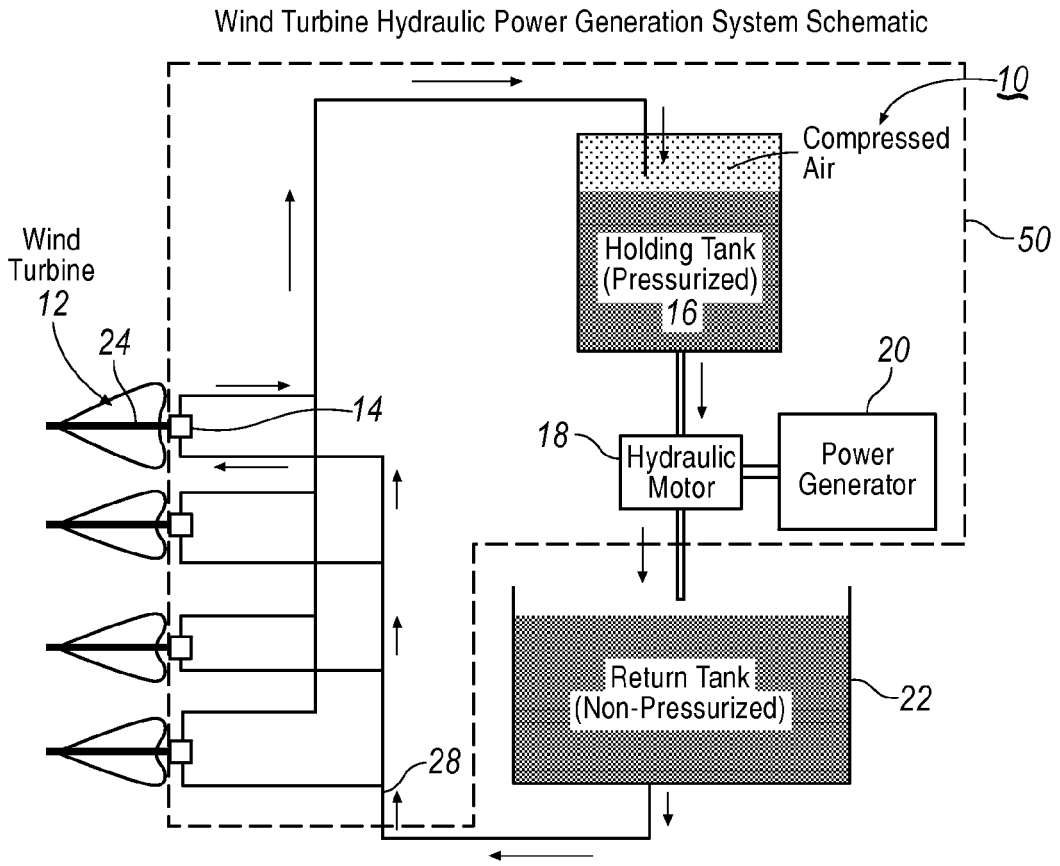 Wind Turbine Hydraulic Power Generation System Schematic
10
Compressed
Air
50
Wind
Turbine
12
Holding Tank
(Pressurized)
16
24
20
14
18
Hydraulic
Motor
Power
Generator
Return Tank
(Non-Pressurized)
22
28